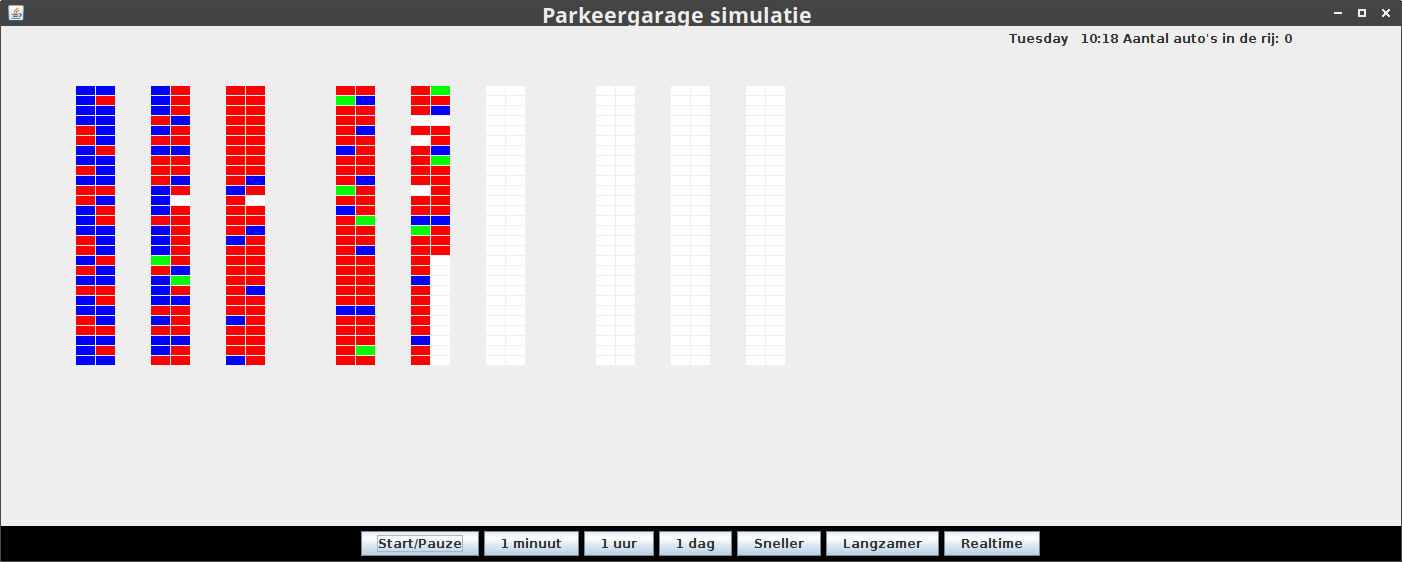 Parkeergarage simulatie
Tuesday 10:18 Aantal auto's in de rij: 0
Start/Pauze 1 minuut 1 uur 1 dag Sneller Langzamer Realtime